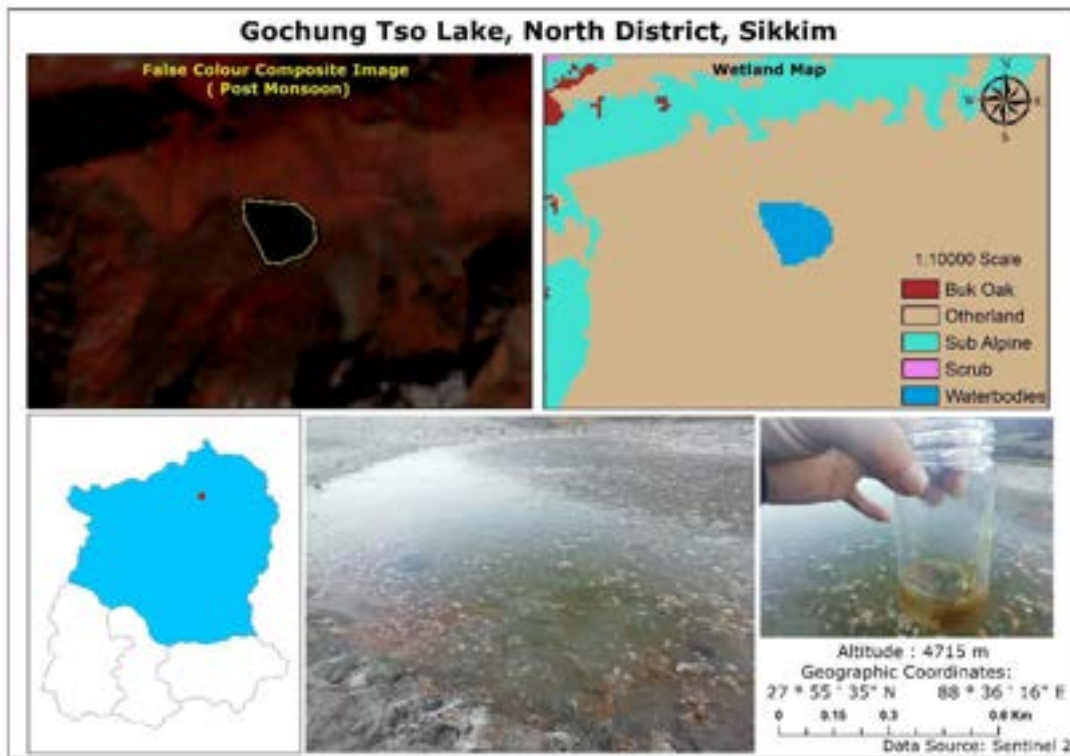 Gochung Tso Lake, North District, Sikkim
False Colour Composite Image
( Post Monsoon)
Wetland Map
N
W E
S
1:10000 Scale
Buk Oak
Otherland
Sub Alpine
Scrub
Waterbodies
Altitude : 4715 m
Geographic Coordinates:
27 ° 55 ' 35" N 88 ° 36 ' 16" E
0 0.15 0.3 0.6 Km
Data Source: Sentinel 2